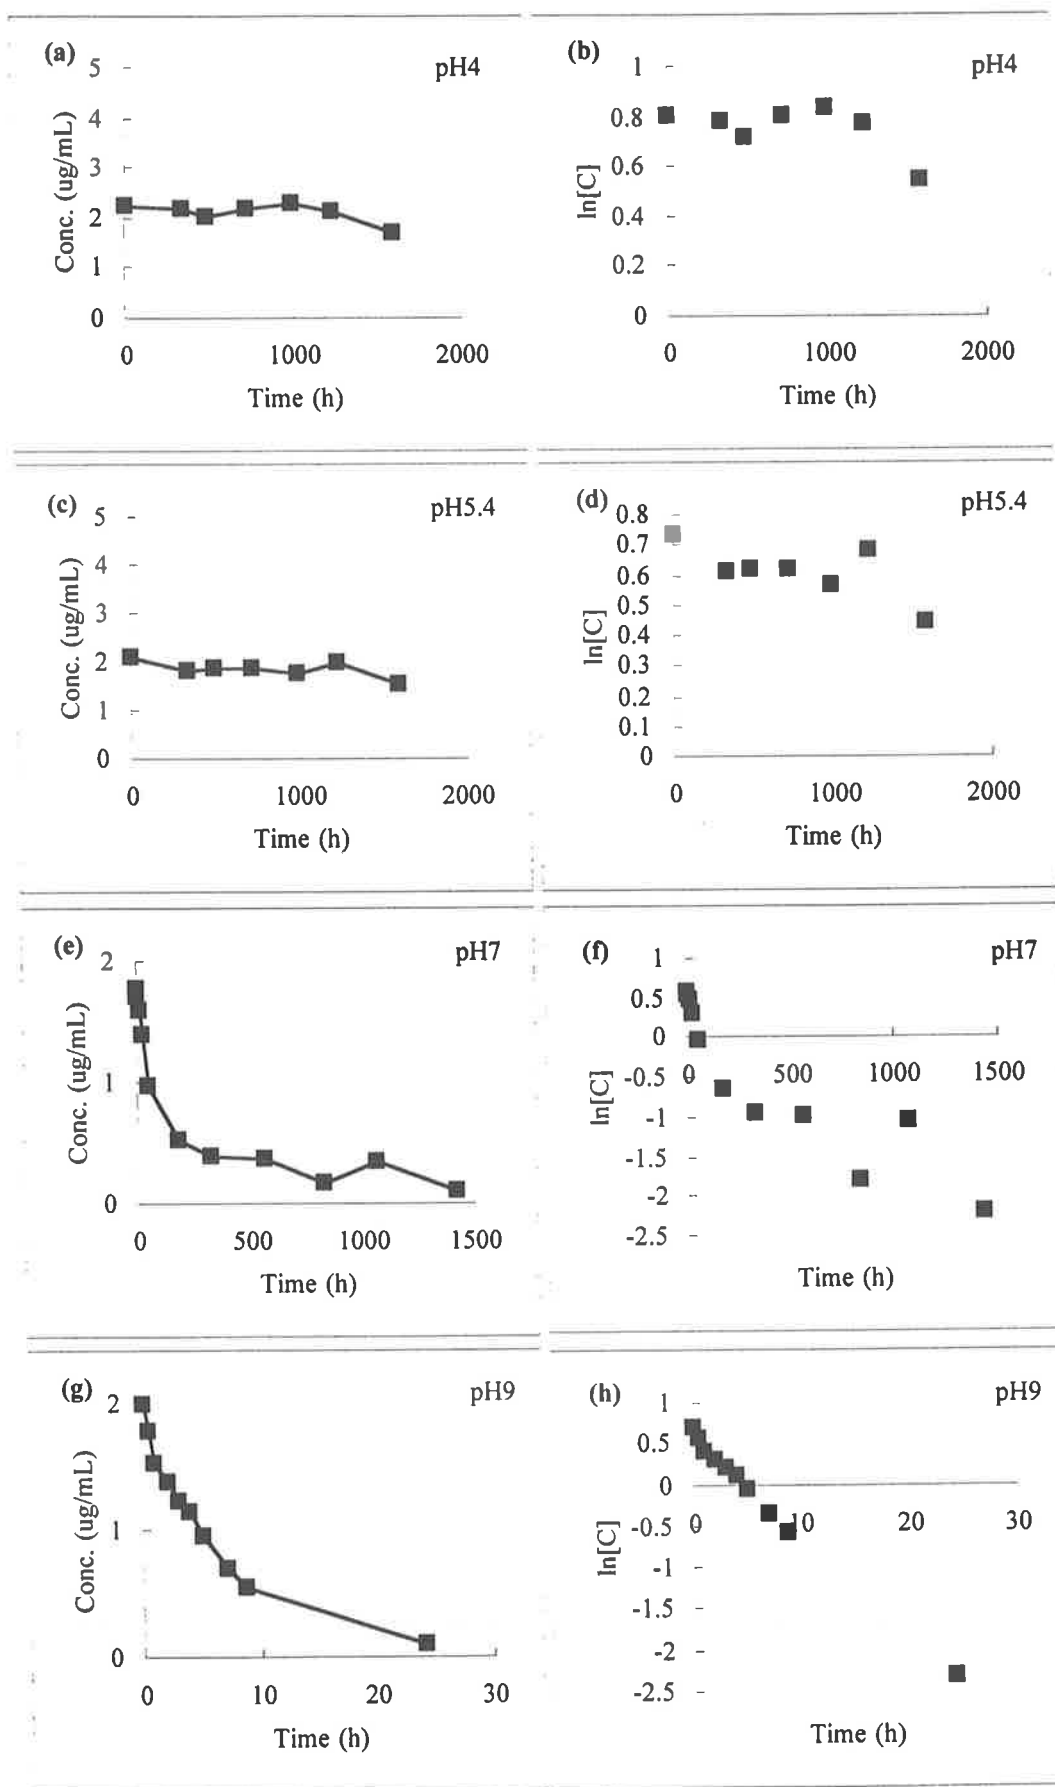 (a)
pH4
5
4
3
2
1
0
Conc. (ug/mL)
0 1000 2000
Time (h)
(b)
pH4
1
0.8
0.6
0.4
0.2
0
ln[C]
0 1000 2000
Time (h)
(c)
pH5.4
5
4
3
2
1
0
Conc. (ug/mL)
0 1000 2000
Time (h)
(d)
pH5.4
0.8
0.7
0.6
0.5
0.4
0.3
0.2
0.1
0
ln[C]
0 1000 2000
Time (h)
(e)
pH7
2
1
0
Conc. (ug/mL)
0 500 1000 1500
Time (h)
(f)
pH7
1
0.5
0
-0.5
-1
-1.5
-2
-2.5
ln[C]
0 500 1000 1500
Time (h)
(g)
pH9
2
1
0
Conc. (ug/mL)
0 10 20 30
Time (h)
(h)
pH9
1
0.5
0
-0.5
-1
-1.5
-2
-2.5
ln[C]
0 10 20 30
Time (h)